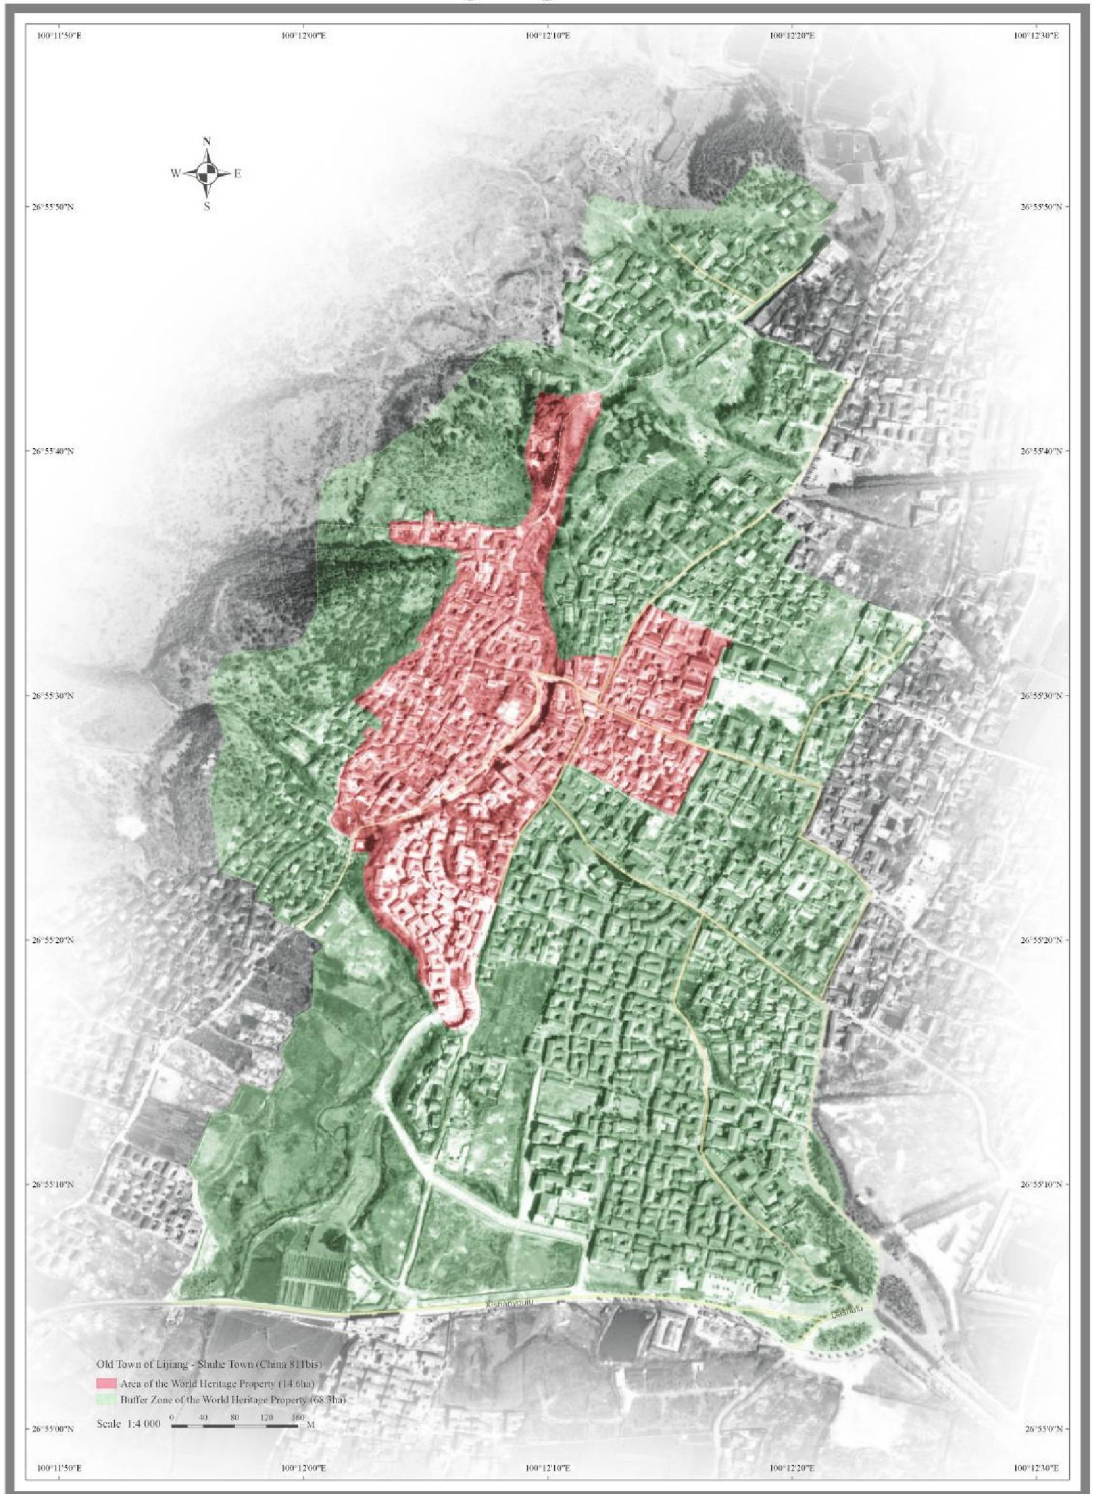 100°11'50"E 100°12'00"E 100°12'10"E 100°12'20"E 100°12'30"E
N
W E
S
26°55'50"N 26°55'50"N
26°55'40"N 26°55'40"N
26°55'30"N 26°55'30"N
26°55'20"N 26°55'20"N
26°55'10"N 26°55'10"N
Old Town of Lijiang - Shuhe Town (China 811bis)
Area of the World Heritage Property (14.6ha)
Buffer Zone of the World Heritage Property (68.3ha)
Scale 1:4 000 0 40 80 120 160 M
26°55'00"N 26°55'0"N
100°11'50"E 100°12'00"E 100°12'10"E 100°12'20"E 100°12'30"E